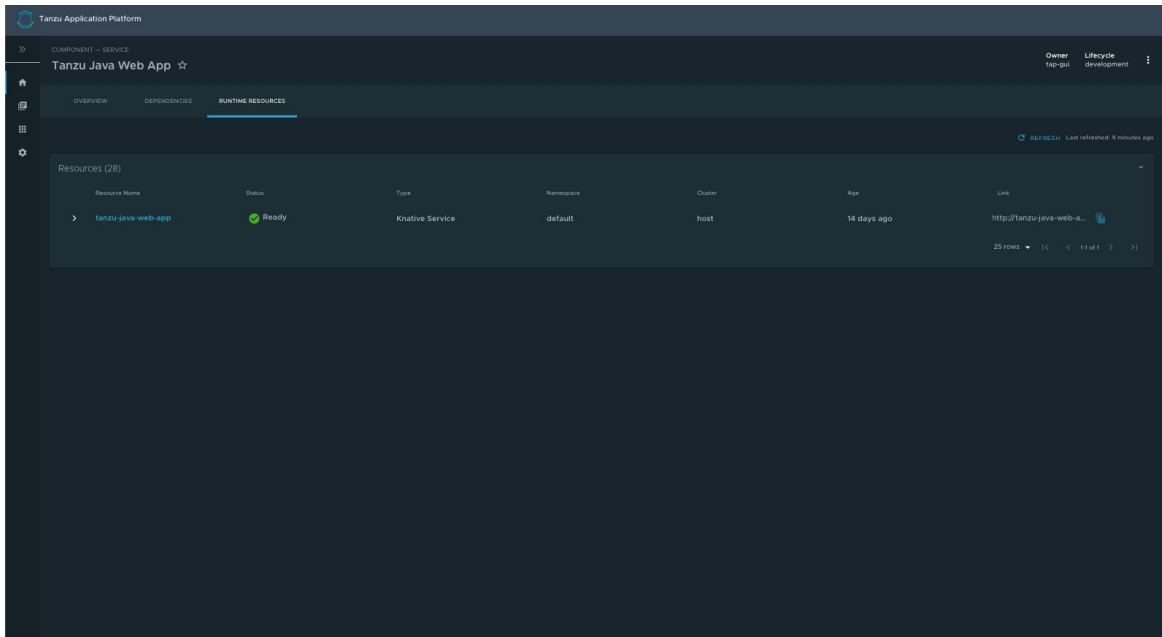 Tanzu Application Platform
COMPONENT — SERVICE
Tanzu Java Web App
Owner Lifecycle
tap-gui development
OVERVIEW DEPENDENCIES RUNTIME RESOURCES
REFRESH Last refreshed: 9 minutes ago
Resources (28)
Resource Name Status Type Namespace Cluster Age Link
tanzu-java-web-app Ready Knative Service default host 14 days ago http://tanzu-java-web-a...
25 rows 1-1 of 1